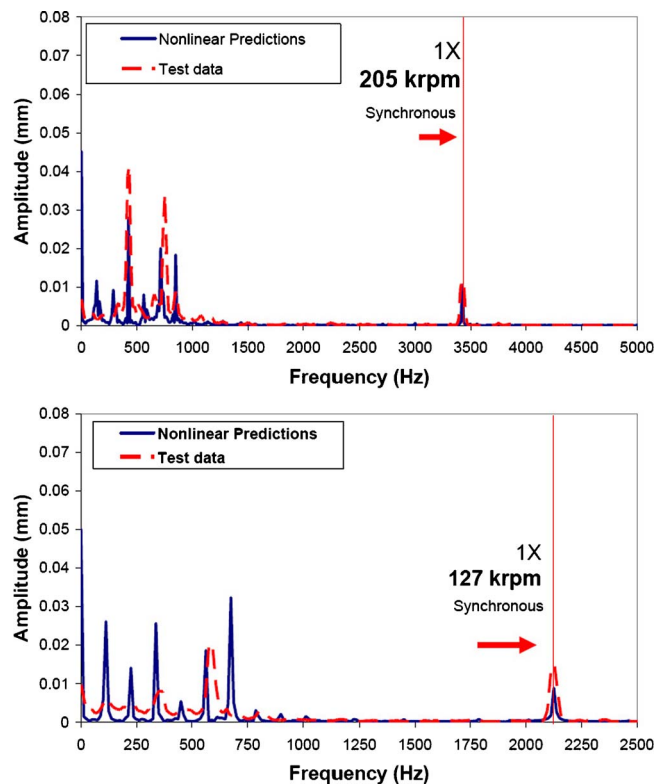 0.08
0.07
0.06
0.05
0.04
0.03
0.02
0.01
0
Amplitude (mm)
Nonlinear Predictions
Test data
1X
205 krpm
Synchronous
0 500 1000 1500 2000 2500 3000 3500 4000 4500 5000
Frequency (Hz)
0.08
0.07
0.06
0.05
0.04
0.03
0.02
0.01
0
Amplitude (mm)
Nonlinear Predictions
Test data
1X
127 krpm
Synchronous
0 250 500 750 1000 1250 1500 1750 2000 2250 2500
Frequency (Hz)